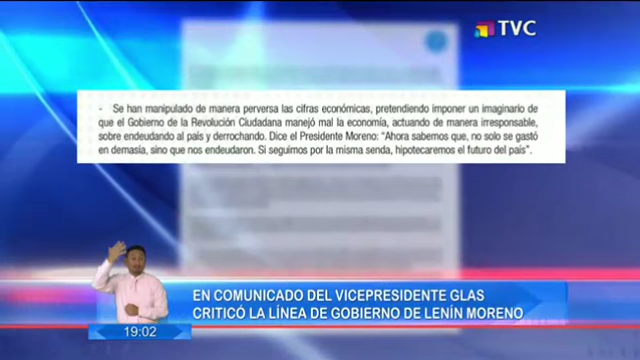 TVC
- Se han manipulado de manera perversa las cifras económicas, pretendiendo imponer un imaginario de
que el Gobierno de la Revolución Ciudadana manejó mal la economía, actuando de manera irresponsable,
sobre endeudando al país y derrochando. Dice el Presidente Moreno: "Ahora sabemos que, no solo se gastó
en demasía, sino que nos endeudaron. Si seguimos por la misma senda, hipotecaremos el futuro del país".
EN COMUNICADO DEL VICEPRESIDENTE GLAS
CRITICÓ LA LÍNEA DE GOBIERNO DE LENÍN MORENO
19:02